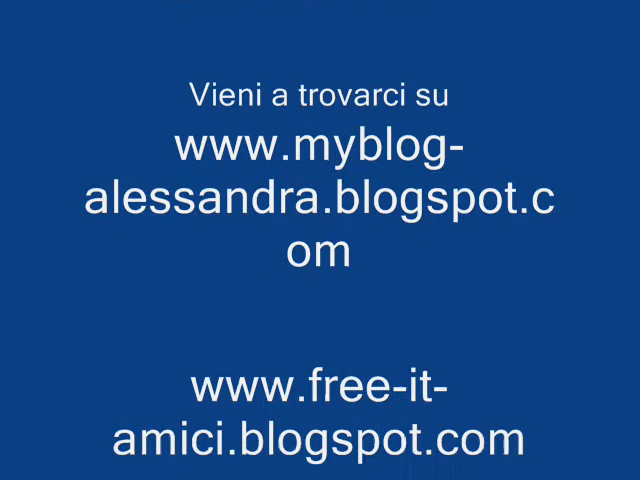 Vieni a trovarci su
www.myblog-
alessandra.blogspot.c
om
www.free-it-
amici.blogspot.com